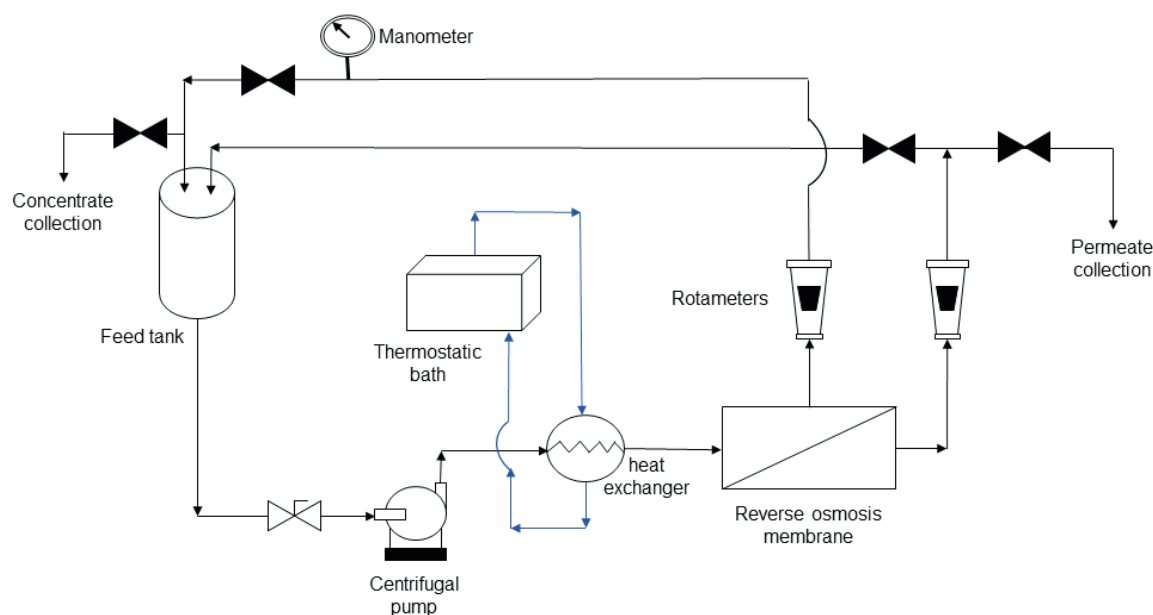 Manometer
Concentrate
collection
Permeate
collection
Rotameters
Feed tank
Thermostatic
bath
heat
exchanger
Reverse osmosis
membrane
Centrifugal
pump